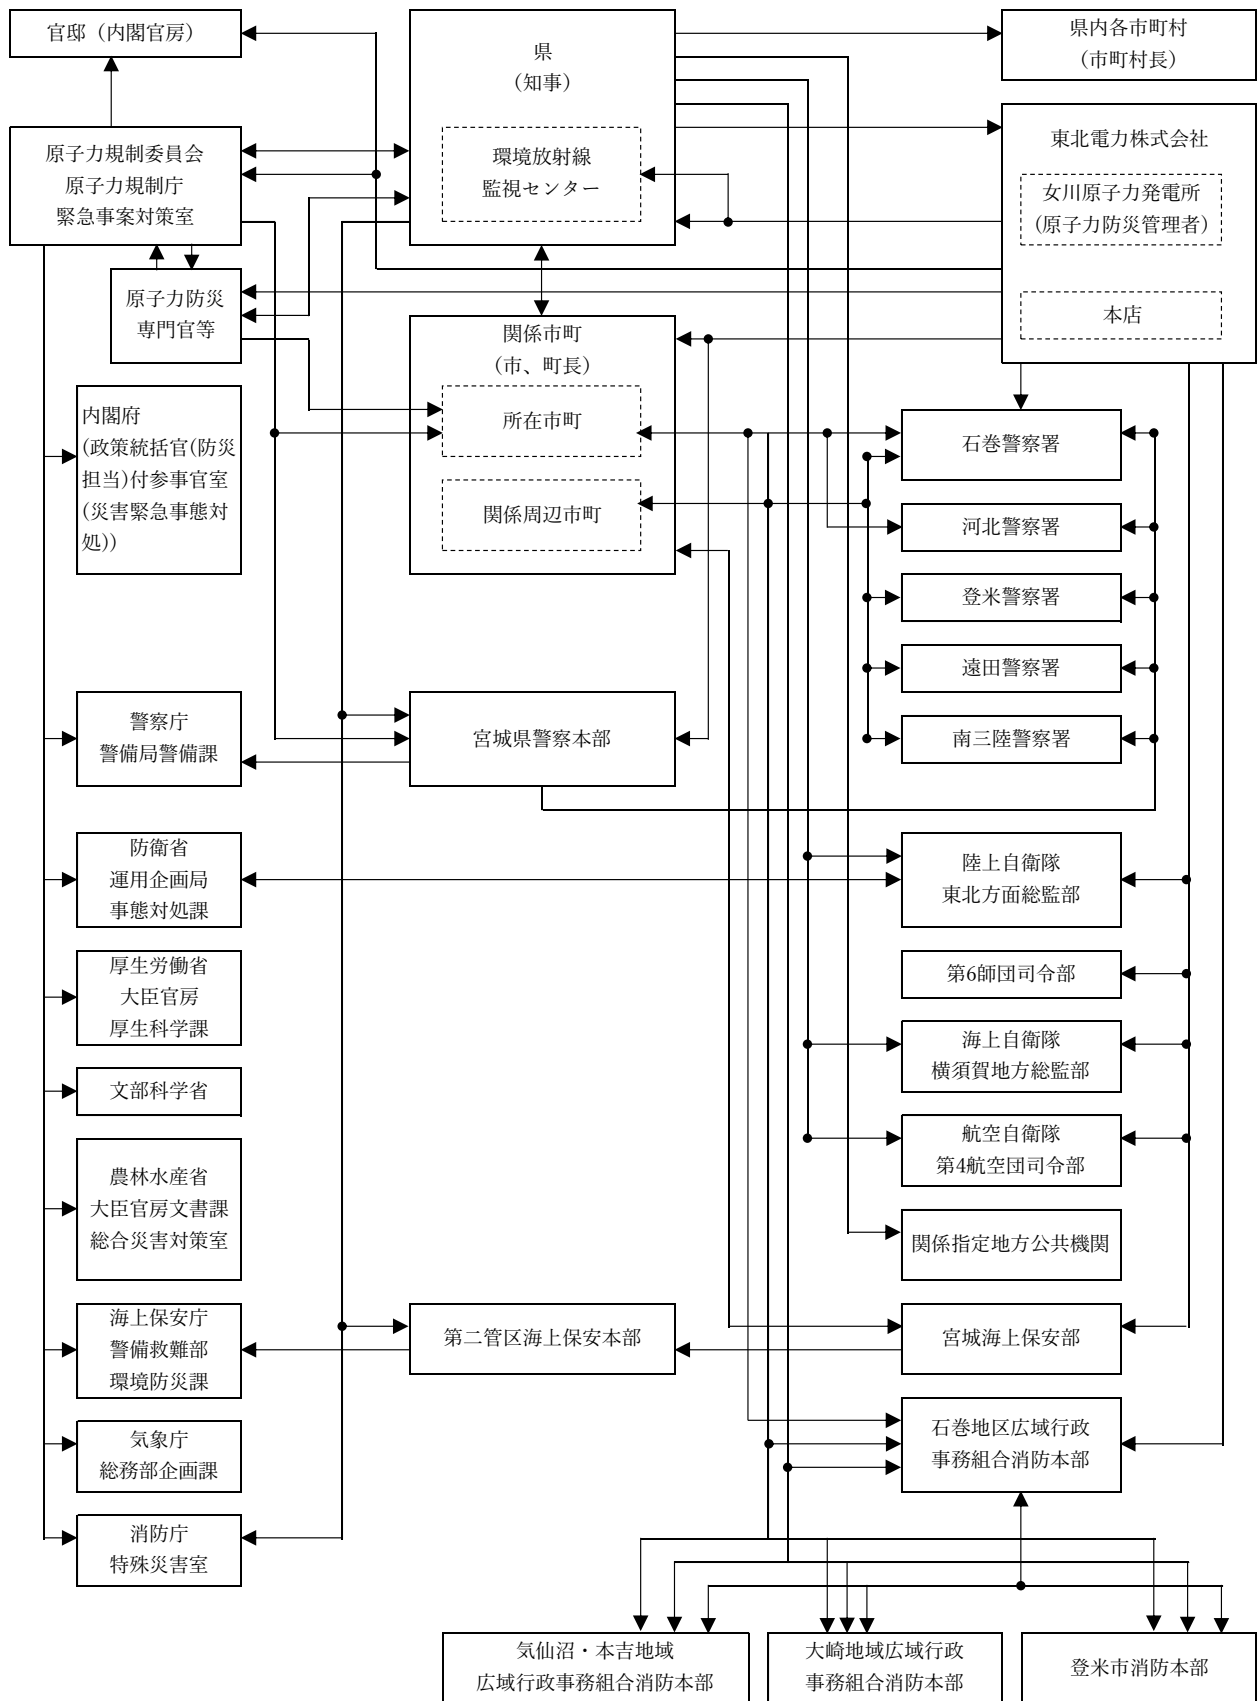 官邸（内閣官房）
県
（知事）
環境放射線
監視センター
県内各市町村
（市町村長）
東北電力株式会社
女川原子力発電所
(原子力防災管理者)
本店
原子力規制委員会
原子力規制庁
緊急事案対策室
原子力防災
専門官等
関係市町
（市、町長）
所在市町
関係周辺市町
内閣府
(政策統括官(防災
担当)付参事官室
(災害緊急事態対
処))
石巻警察署
河北警察署
登米警察署
遠田警察署
南三陸警察署
警察庁
警備局警備課
宮城県警察本部
防衛省
運用企画局
事態対処課
陸上自衛隊
東北方面総監部
厚生労働省
大臣官房
厚生科学課
第6師団司令部
文部科学省
海上自衛隊
横須賀地方総監部
農林水産省
大臣官房文書課
総合災害対策室
航空自衛隊
第4航空団司令部
関係指定地方公共機関
海上保安庁
警備救難部
環境防災課
第二管区海上保安本部
宮城海上保安部
気象庁
総務部企画課
石巻地区広域行政
事務組合消防本部
消防庁
特殊災害室
気仙沼・本吉地域
広域行政事務組合消防本部
大崎地域広域行政
事務組合消防本部
登米市消防本部